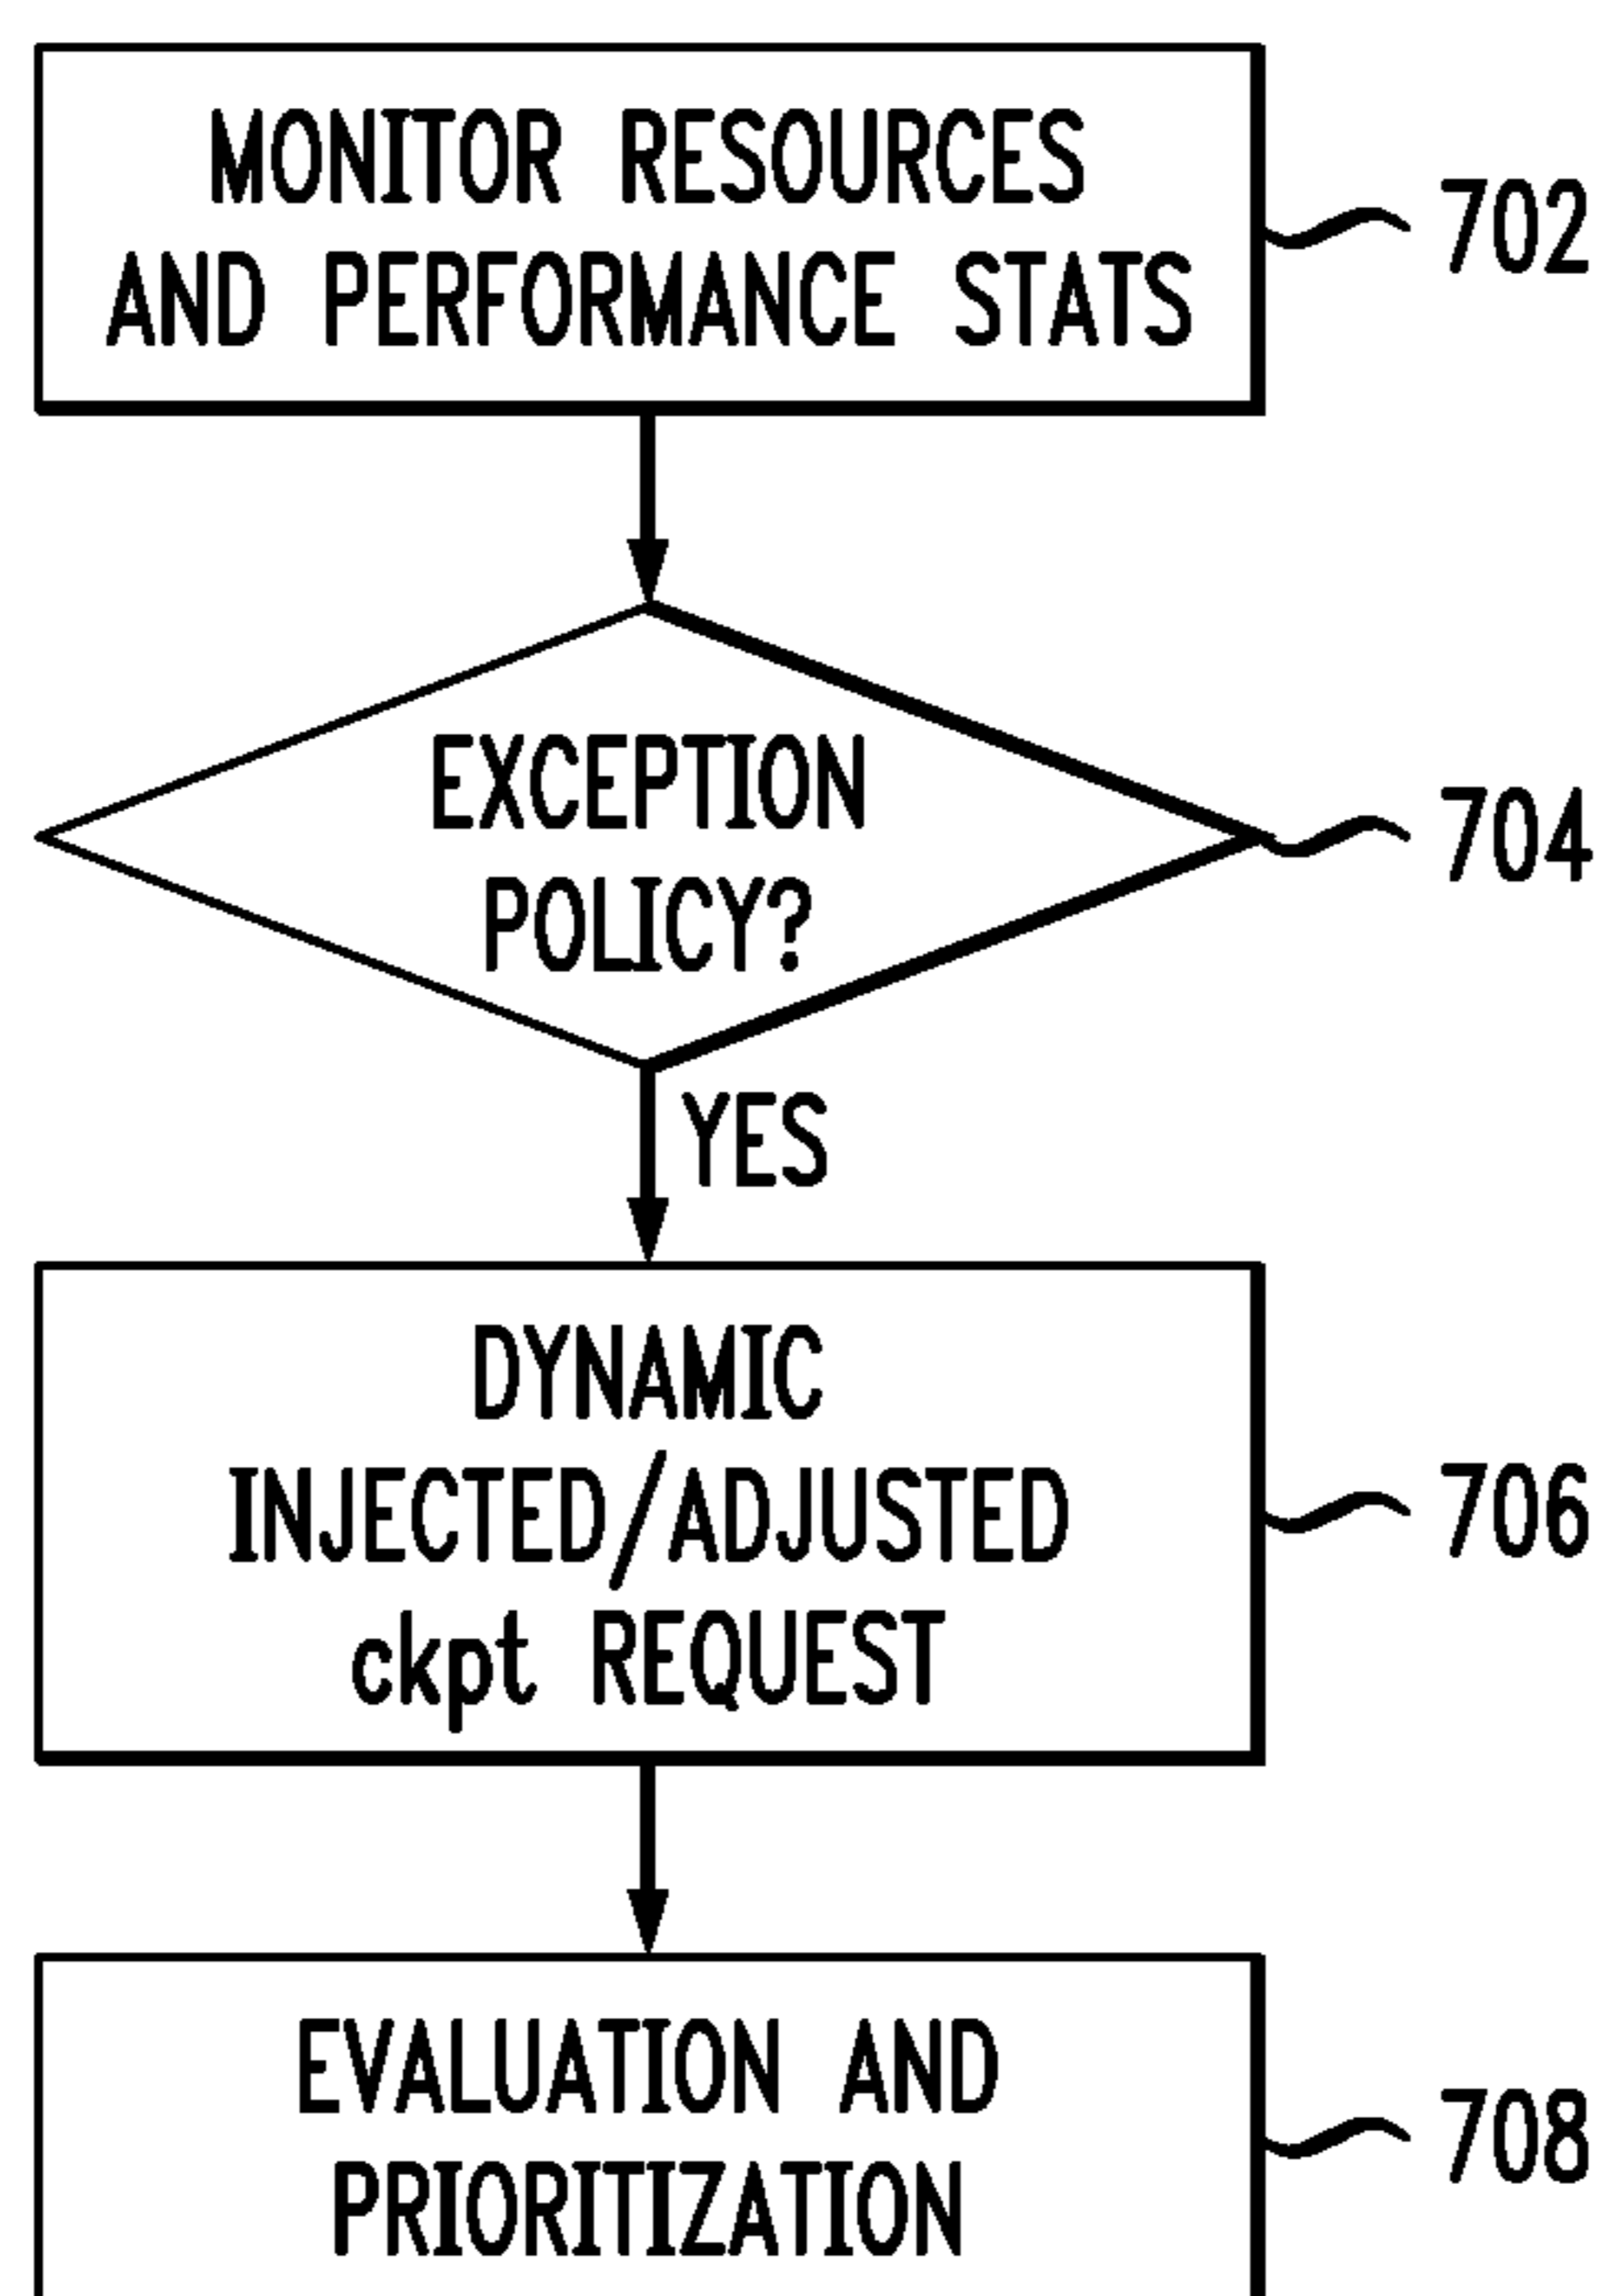 MONITOR RESOURCES
AND PERFORMANCE STATS
702
EXCEPTION
POLICY?
704
YES
DYNAMIC
INJECTED/ADJUSTED
ckpt REQUEST
706
EVALUATION AND
PRIORITIZATION
708